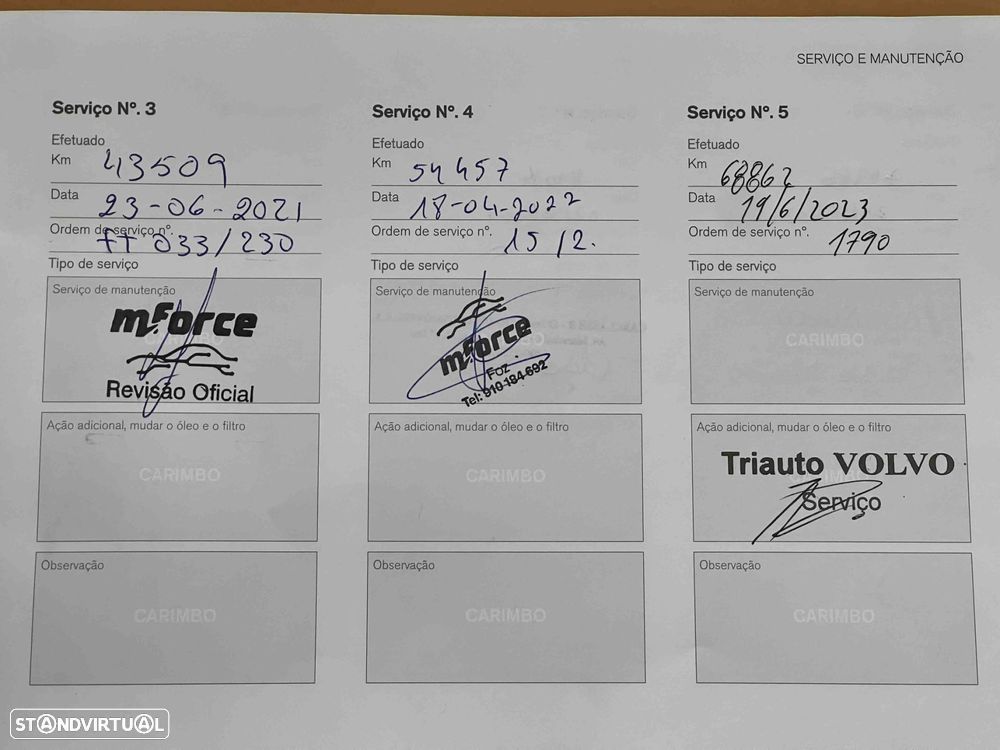 SERVIÇO E MANUTENÇÃO
Serviço Nº. 3
Efetuado
Km 43509
Data 23-06-2021
Ordem de serviço nº. FT 033/230
Tipo de serviço
Serviço de manutenção
mforce
CARIMBO
Revisão Oficial
Ação adicional, mudar o óleo e o filtro
CARIMBO
Observação
CARIMBO
Serviço Nº. 4
Efetuado
Km 54457
Data 18-04-2022
Ordem de serviço nº. 15/2.
Tipo de serviço
Serviço de manutenção
CARIMBO
mforce
Foz
Tel: 910 184 692
Ação adicional, mudar o óleo e o filtro
CARIMBO
Observação
CARIMBO
Serviço Nº. 5
Efetuado
Km 68862
Data 19/6/2023
Ordem de serviço nº. 1790
Tipo de serviço
Serviço de manutenção
CARIMBO
Ação adicional, mudar o óleo e o filtro
Triauto VOLVO
Serviço
Observação
CARIMBO
STANDVIRTUAL